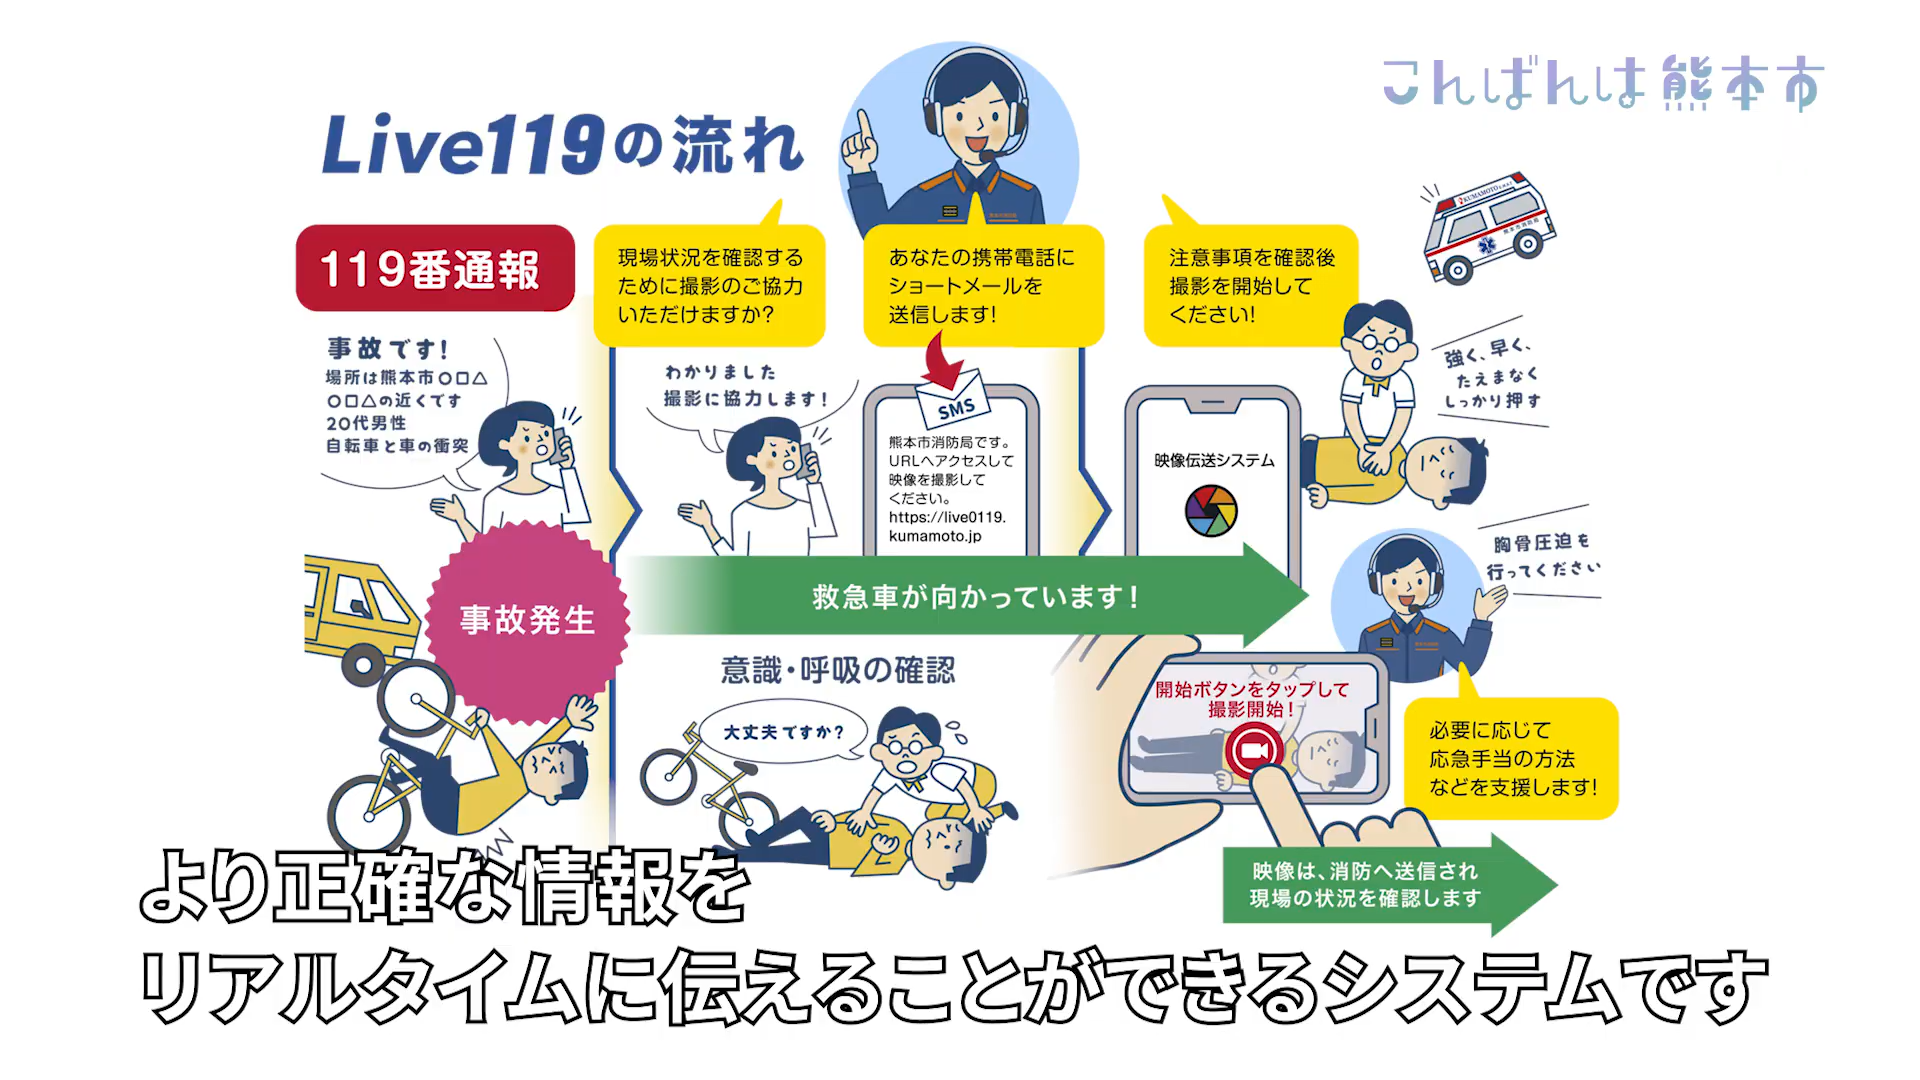 こんばんは熊本市
Live119の流れ
119番通報
現場状況を確認する
ために撮影のご協力
いただけますか?
あなたの携帯電話に
ショートメールを
送信します!
注意事項を確認後
撮影を開始して
ください!
事故です!
場所は熊本市〇□△
〇□△の近くです
20代男性
自転車と車の衝突
わかりました
撮影に協力します!
SMS
熊本市消防局です。
URLへアクセスして
映像を撮影して
ください。
https://live0119.
kumamoto.jp
映像伝送システム
KUMAMOTO
熊本市消防局
強く、早く、
たえまなく
しっかり押す
胸骨圧迫を
行ってください
救急車が向かっています!
事故発生
意識・呼吸の確認
大丈夫ですか?
開始ボタンをタップして
撮影開始!
必要に応じて
応急手当の方法
などを支援します!
映像は、消防へ送信され
現場の状況を確認します
より正確な情報を
リアルタイムに伝えることができるシステムです